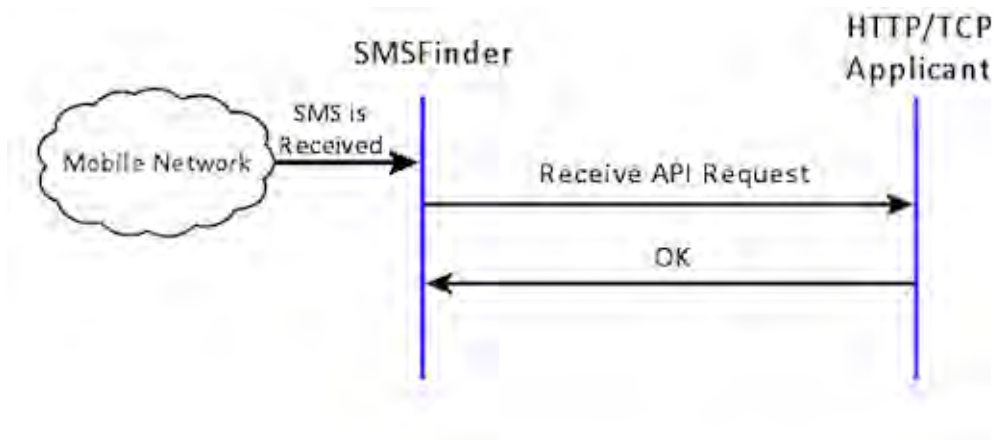 HTTP/TCP
Applicant
SMSFinder
SMS is
Received
Mobile Network
Receive API Request
OK